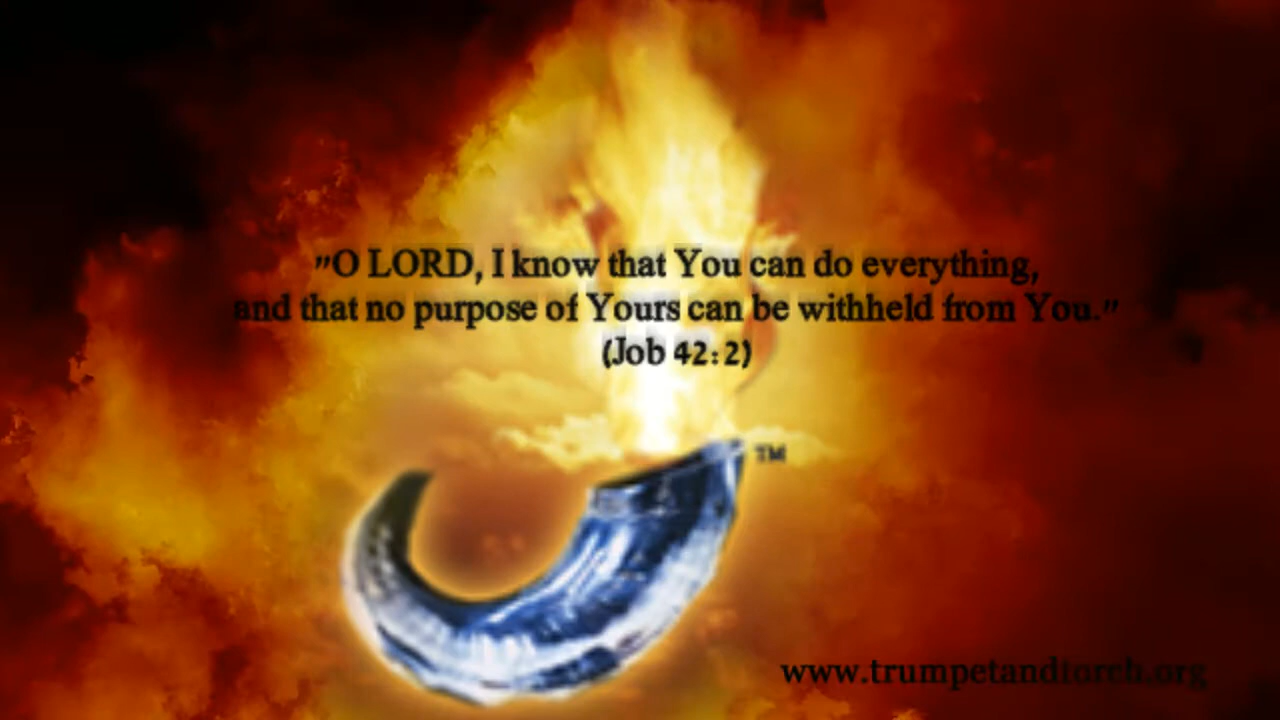 "O LORD, I know that You can do everything,
and that no purpose of Yours can be withheld from You."
(Job 42:2)
TM
www.trumpetandtorch.org